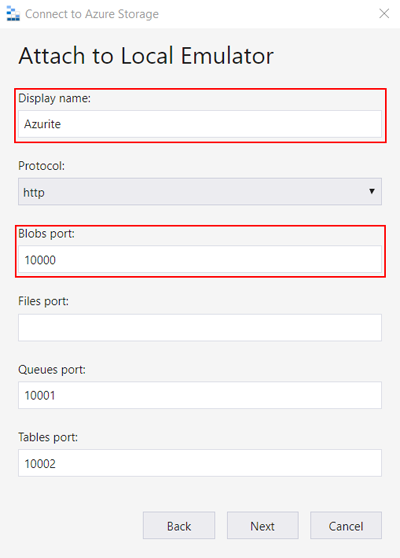 Connect to Azure Storage
Attach to Local Emulator
Display name:
Azurite
Protocol:
http
Blobs port:
10000
Files port:
Queues port:
10001
Tables port:
10002
Back Next Cancel